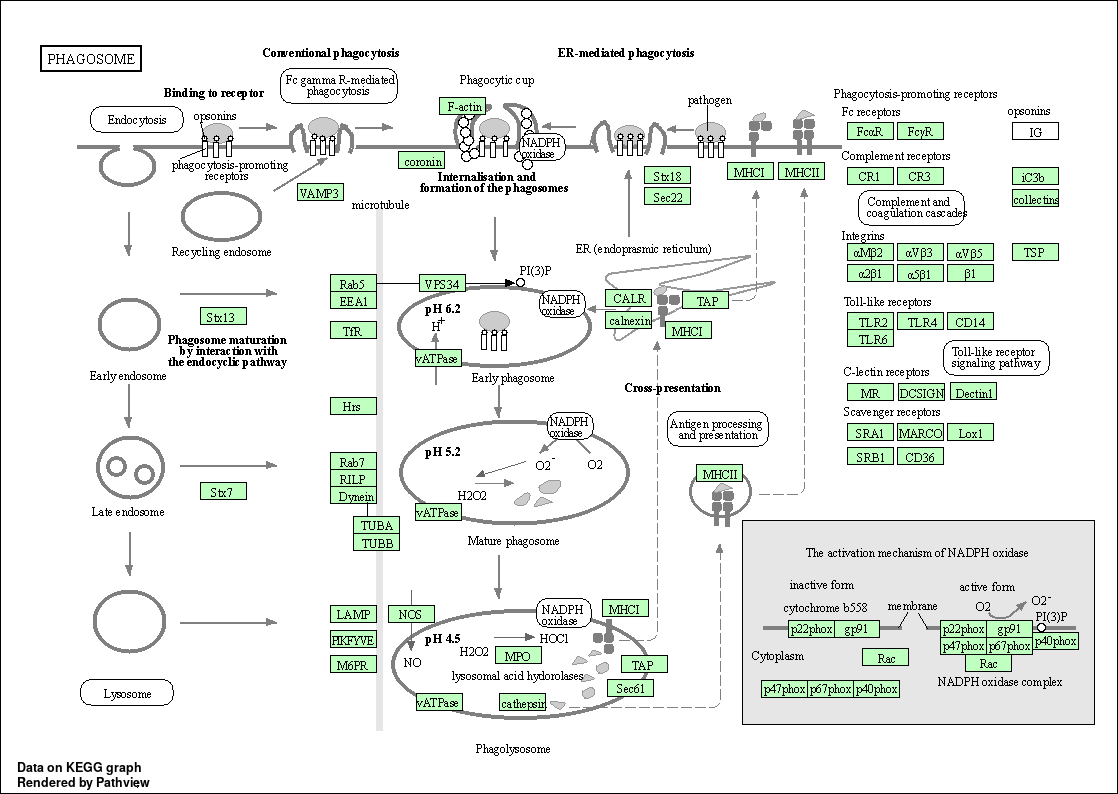 PHAGOSOME
Conventional phagocytosis
ER-mediated phagocytosis
Binding to receptor
Endocytosis
opsonins
Fc gamma R-mediated
phagocytosis
Phagocytic cup
F-actin
pathogen
NADPH
oxidase
coronin
phagocytosis-promoting
receptors
VAMP3
Internalisation and
formation of the phagosomes
Stx18
Sec22
MHCI
MHCII
microtubule
Recycling endosome
ER (endoprasmic reticulum)
Phagocytosis-promoting receptors
Fc receptors
opsonins
FcαR
FcγR
IG
Complement receptors
CR1
CR3
iC3b
collectins
Complement and
coagulation cascades
Integrins
αMβ2
αVβ3
αVβ5
TSP
α2β1
α5β1
β1
Toll-like receptors
TLR2
TLR4
CD14
TLR6
Toll-like receptor
signaling pathway
C-lectin receptors
MR
DCSIGN
Dectin1
Scavenger receptors
SRA1
MARCO
Lox1
SRB1
CD36
Rab5
EEA1
VPS34
PI(3)P
TfR
pH 6.2
H+
NADPH
oxidase
vATPase
Early phagosome
CALR
calnexin
TAP
MHCI
Stx13
Phagosome maturation
by interaction with
the endocyclic pathway
Early endosome
Cross-presentation
Hrs
Antigen processing
and presentation
Rab7
RILP
Dynein
TUBA
TUBB
pH 5.2
NADPH
oxidase
O2-
O2
H2O2
vATPase
Mature phagosome
MHCII
Stx7
Late endosome
LAMP
PIKFYVE
M6PR
NOS
NO
pH 4.5
NADPH
oxidase
HOCl
H2O2
MPO
lysosomal acid hydorolases
vATPase
cathepsin
MHCI
TAP
Sec61
Phagolysosome
Lysosome
The activation mechanism of NADPH oxidase
inactive form
active form
cytochrome b558
membrane
O2
O2-
PI(3)P
p22phox
gp91
p22phox
gp91
p47phox
p67phox
p40phox
Cytoplasm
Rac
Rac
p47phox
p67phox
p40phox
NADPH oxidase complex
Data on KEGG graph
Rendered by Pathview